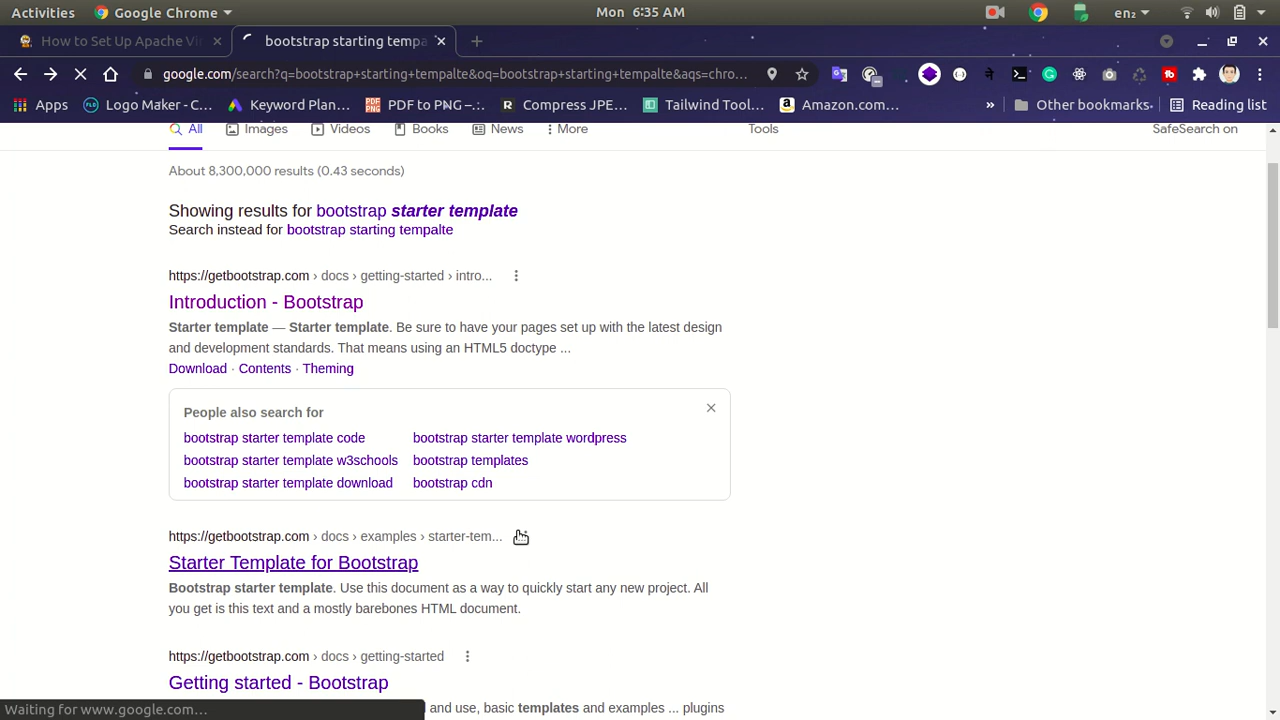 Activities Google Chrome Mon 6:35 AM en₂
How to Set Up Apache Vir bootstrap starting tempa
google.com/search?q=bootstrap+starting+tempalte&oq=bootstrap+starting+tempalte&aqs=chro...
Apps Logo Maker - C... Keyword Plan... PDF to PNG –... Compress JPE... Tailwind Tool... Amazon.com... » Other bookmarks Reading list
All Images Videos Books News More Tools SafeSearch on
About 8,300,000 results (0.43 seconds)
Showing results for bootstrap starter template
Search instead for bootstrap starting tempalte
https://getbootstrap.com › docs › getting-started › intro...
Introduction - Bootstrap
Starter template — Starter template. Be sure to have your pages set up with the latest design
and development standards. That means using an HTML5 doctype ...
Download · Contents · Theming
People also search for
bootstrap starter template code bootstrap starter template wordpress
bootstrap starter template w3schools bootstrap templates
bootstrap starter template download bootstrap cdn
https://getbootstrap.com › docs › examples › starter-tem...
Starter Template for Bootstrap
Bootstrap starter template. Use this document as a way to quickly start any new project. All
you get is this text and a mostly barebones HTML document.
https://getbootstrap.com › docs › getting-started
Getting started - Bootstrap
and use, basic templates and examples ... plugins
Waiting for www.google.com...